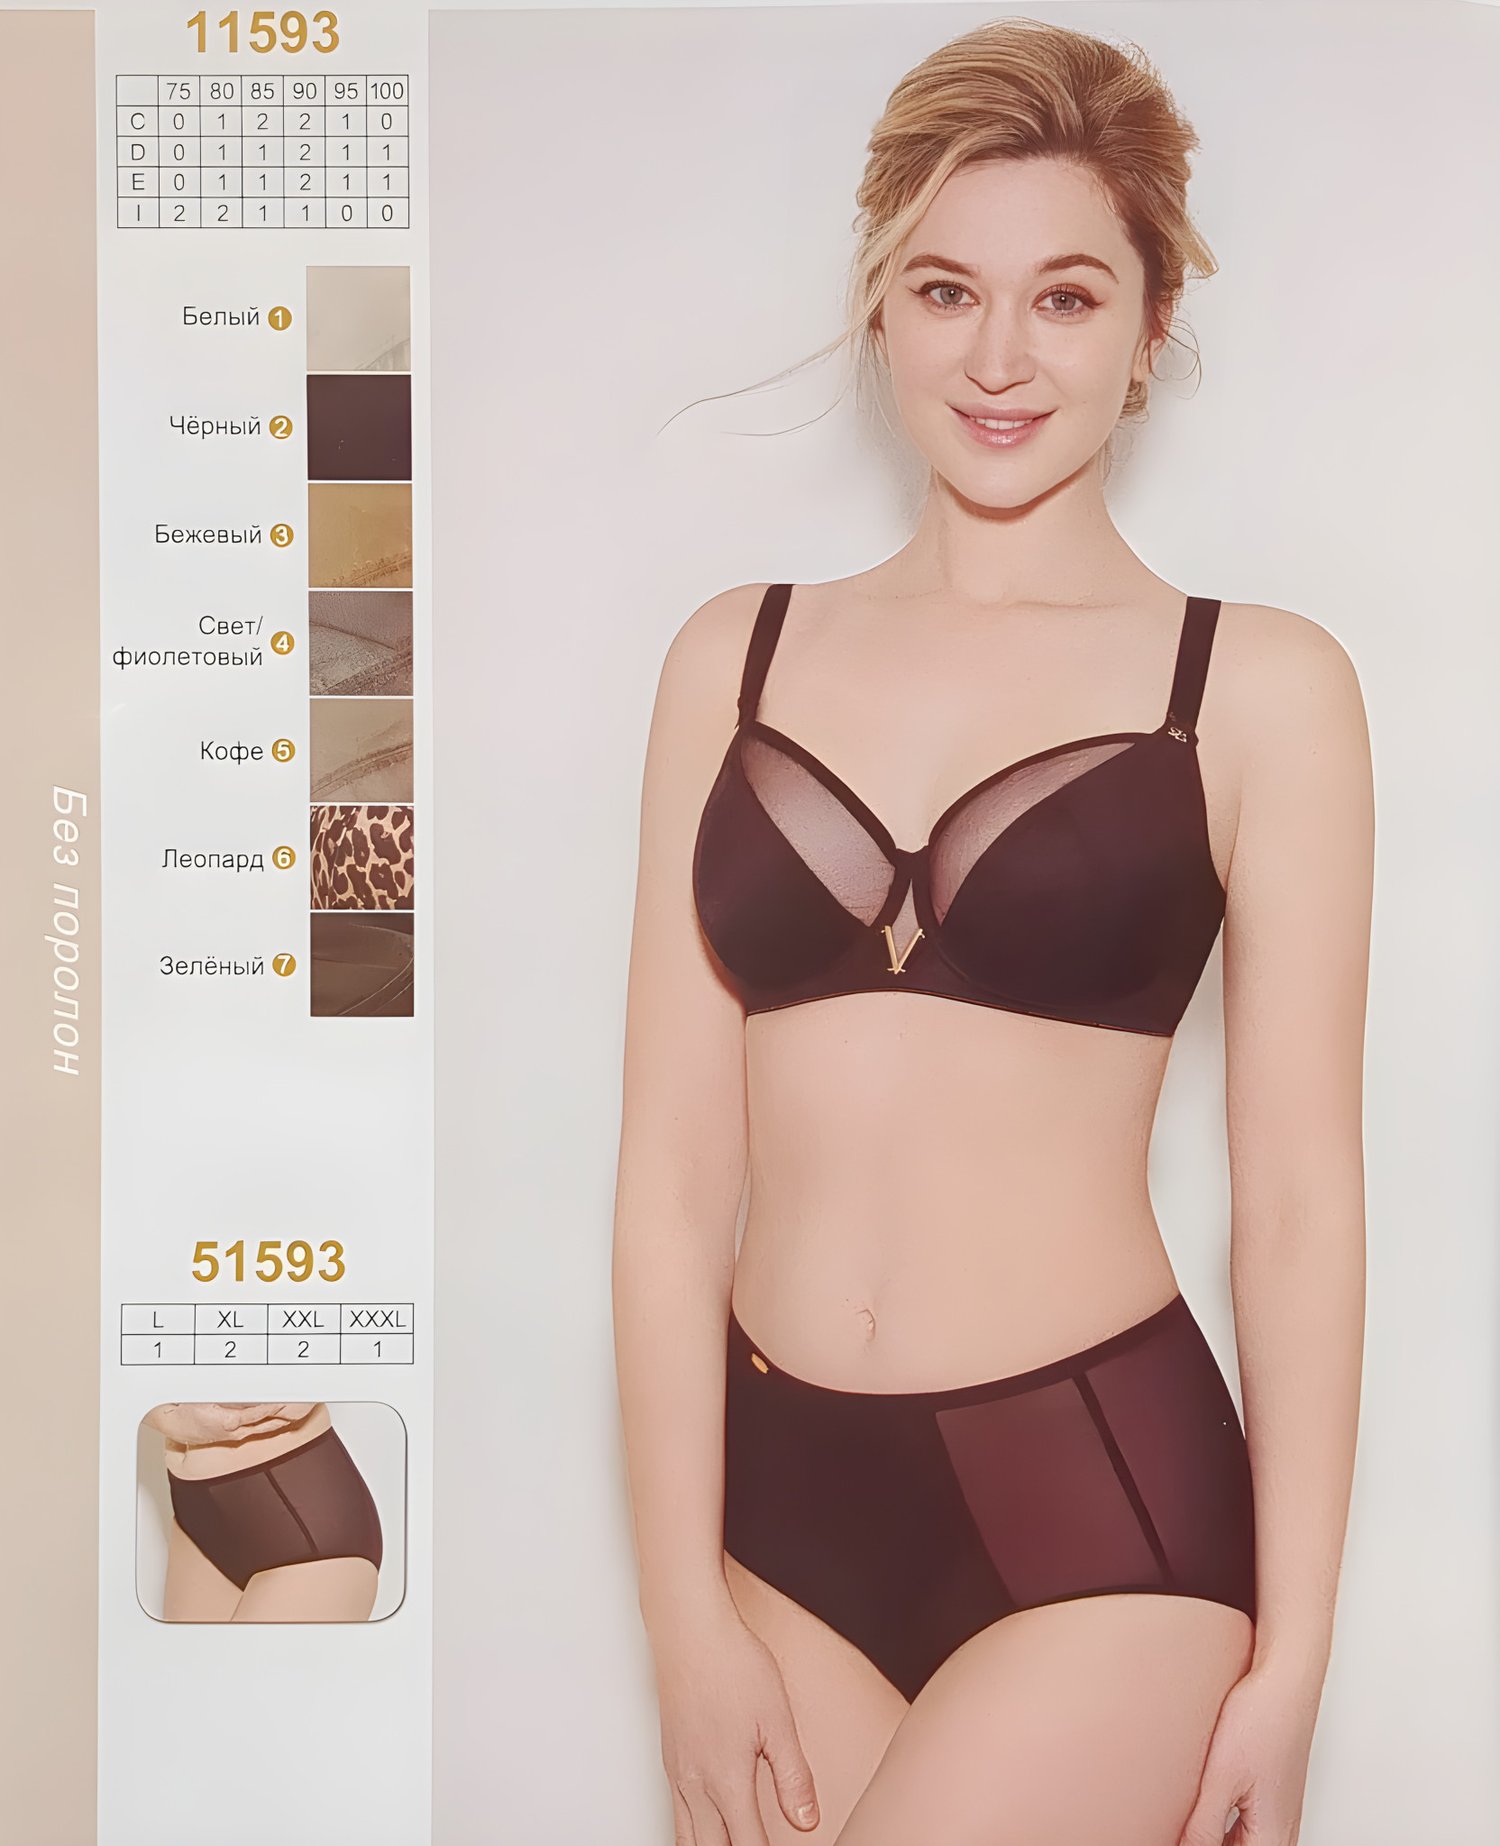 11593
75 80 85 90 95 100
C 0 1 2 2 1 0
D 0 1 1 2 1 1
E 0 1 1 2 1 1
I 2 2 1 1 0 0
Белый 1
Чёрный 2
Бежевый 3
Свет/
фиолетовый 4
Кофе 5
Леопард 6
Зелёный 7
Без поролон
V
51593
L XL XXL XXXL
1 2 2 1